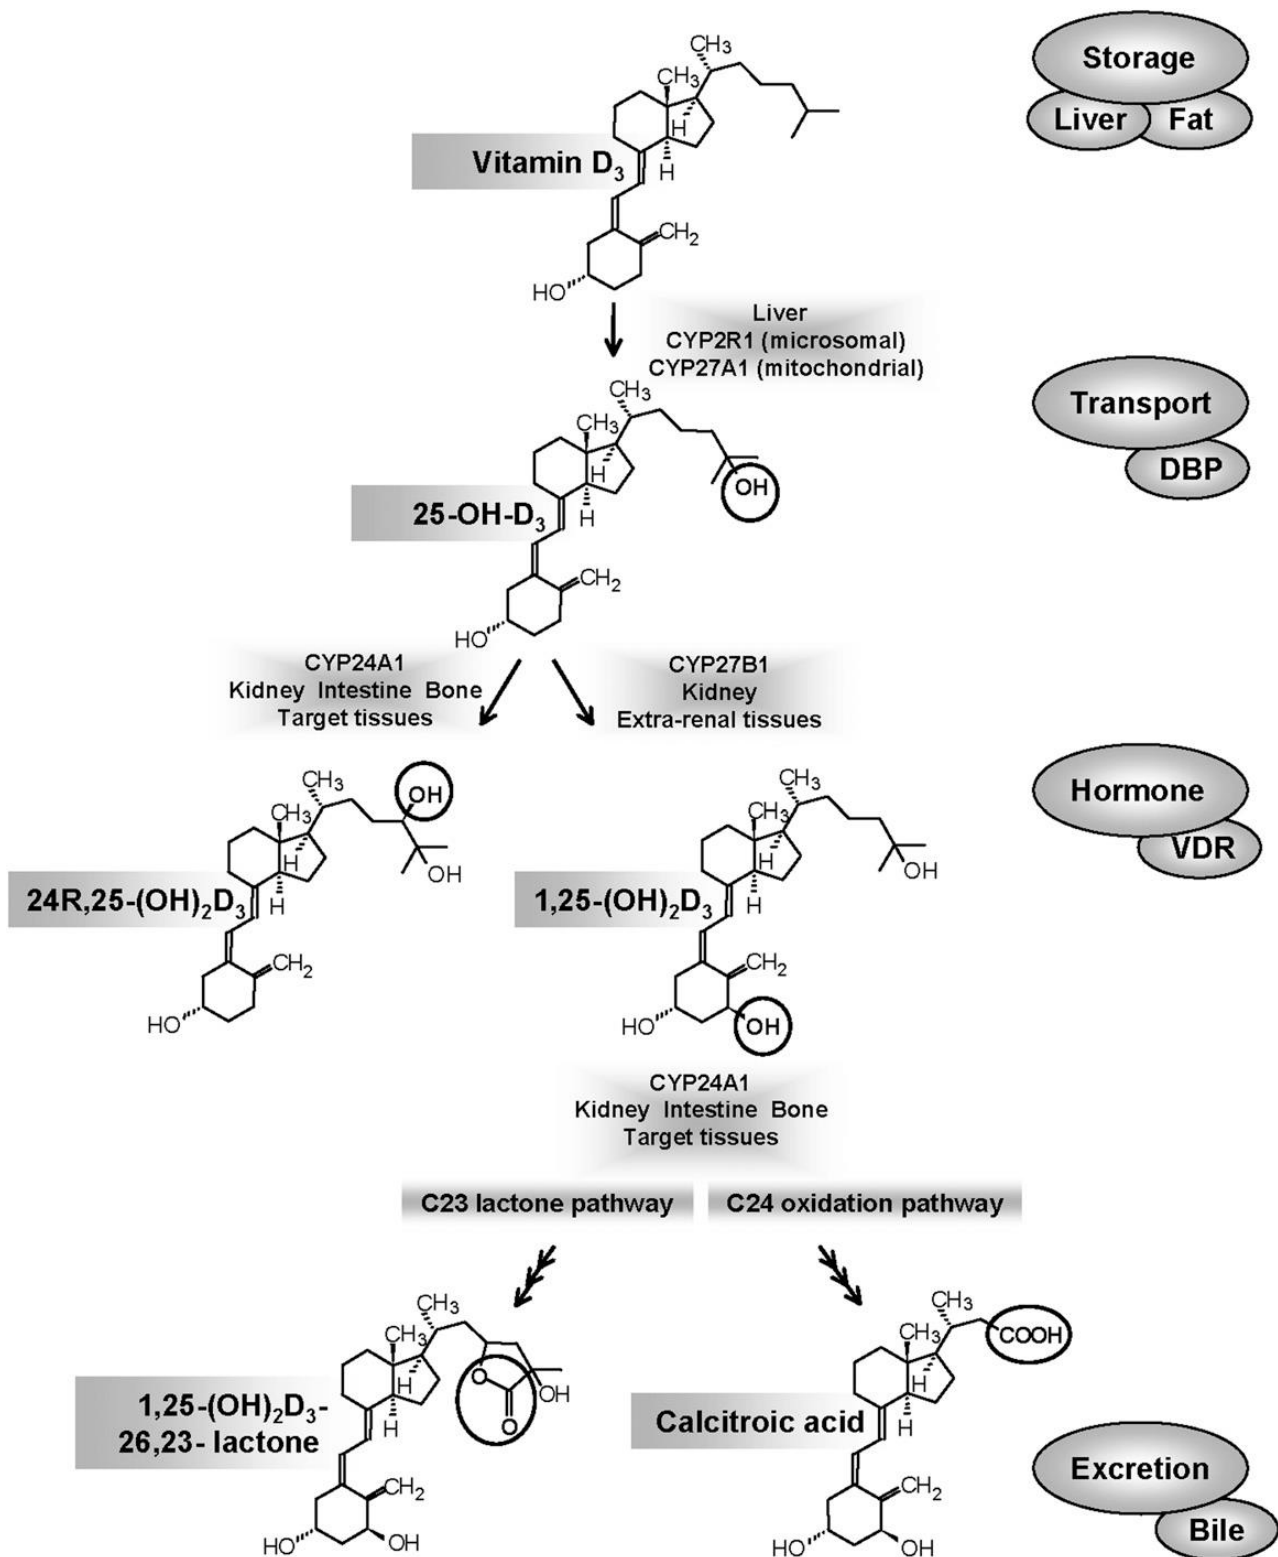 CH3
CH3
H
H
Vitamin D3
CH2
HO
Storage
Liver Fat
Liver
CYP2R1 (microsomal)
CYP27A1 (mitochondrial)
CH3
CH3
H
OH
25-OH-D3
H
CH2
HO
Transport
DBP
CYP24A1
Kidney Intestine Bone
Target tissues
CYP27B1
Kidney
Extra-renal tissues
CH3
OH
CH3
H
OH
24R,25-(OH)2D3
H
CH2
HO
CH3
CH3
H
OH
1,25-(OH)2D3
H
CH2
HO
OH
Hormone
VDR
CYP24A1
Kidney Intestine Bone
Target tissues
C23 lactone pathway
C24 oxidation pathway
CH3
CH3
H
O
OH
O
H
1,25-(OH)2D3-
26,23- lactone
CH2
HO
OH
CH3
COOH
CH3
H
Calcitroic acid
H
CH2
HO
OH
Excretion
Bile